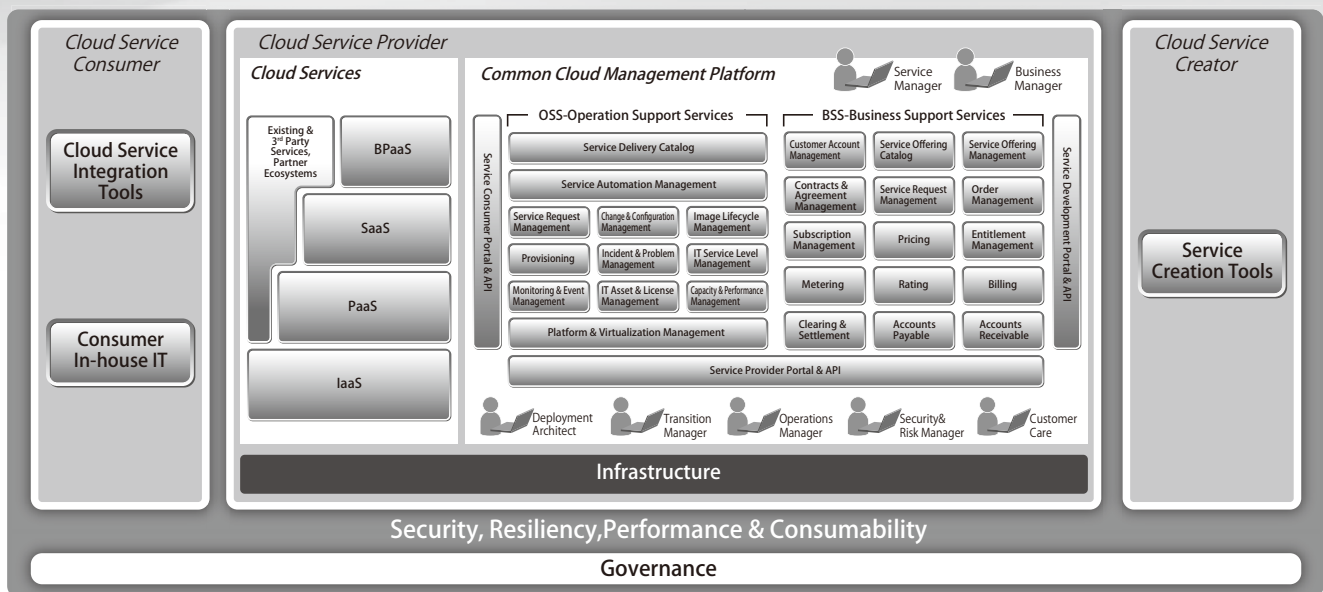 Cloud Service
Consumer
Cloud Service
Integration
Tools
Consumer
In-house IT
Cloud Service Provider
Cloud Services
Existing &
3rd Party
Services,
Partner
Ecosystems
BPaaS
SaaS
PaaS
IaaS
Common Cloud Management Platform
Service
Manager
Business
Manager
OSS-Operation Support Services
BSS-Business Support Services
Service Consumer Portal & API
Service Delivery Catalog
Service Automation Management
Service Request
Management
Change & Configuration
Management
Image Lifecycle
Management
Provisioning
Incident & Problem
Management
IT Service Level
Management
Monitoring & Event
Management
IT Asset & License
Management
Capacity & Performance
Management
Platform & Virtualization Management
Customer Account
Management
Service Offering
Catalog
Service Offering
Management
Contracts &
Agreement
Management
Service Request
Management
Order
Management
Subscription
Management
Pricing
Entitlement
Management
Metering
Rating
Billing
Clearing &
Settlement
Accounts
Payable
Accounts
Receivable
Service Development Portal & API
Service Provider Portal & API
Deployment
Architect
Transition
Manager
Operations
Manager
Security&
Risk Manager
Customer
Care
Infrastructure
Cloud Service
Creator
Service
Creation Tools
Security, Resiliency,Performance & Consumability
Governance